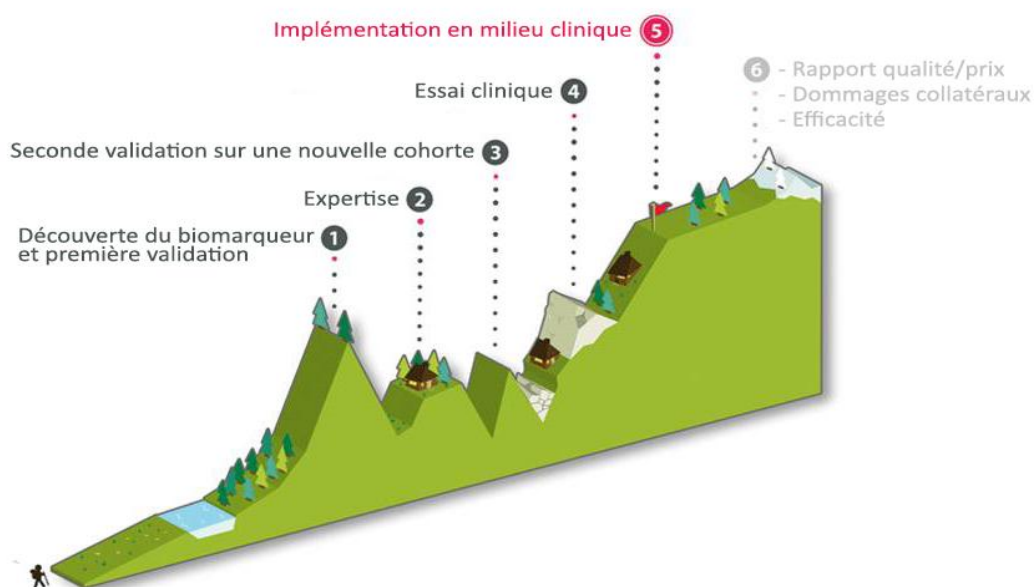 Implémentation en milieu clinique 5
6 - Rapport qualité/prix
- Dommages collatéraux
- Efficacité
Essai clinique 4
Seconde validation sur une nouvelle cohorte 3
Expertise 2
Découverte du biomarqueur 1
et première validation